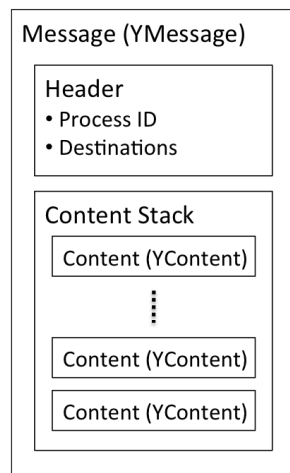 Message (YMessage)
Header
• Process ID
• Destinations
Content Stack
Content (YContent)
Content (YContent)
Content (YContent)